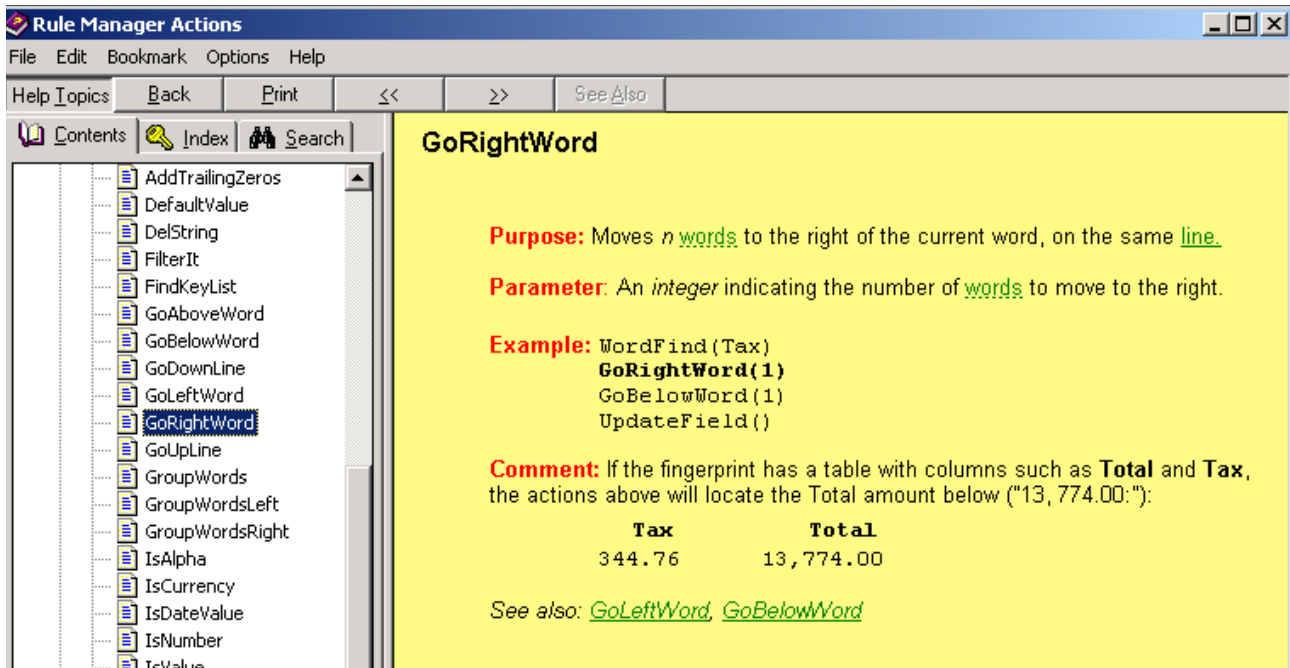 Rule Manager Actions
File Edit Bookmark Options Help
Help Topics Back Print << >> See Also
Contents Index Search
AddTrailingZeros
DefaultValue
DelString
FilterIt
FindKeyList
GoAboveWord
GoBelowWord
GoDownLine
GoLeftWord
GoRightWord
GoUpLine
GroupWords
GroupWordsLeft
GroupWordsRight
IsAlpha
IsCurrency
IsDateValue
IsNumber
IsValue
GoRightWord
Purpose: Moves n words to the right of the current word, on the same line.
Parameter: An integer indicating the number of words to move to the right.
Example: WordFind(Tax)
GoRightWord(1)
GoBelowWord(1)
UpdateField()
Comment: If the fingerprint has a table with columns such as Total and Tax,
the actions above will locate the Total amount below ("13, 774.00:"):
Tax Total
344.76 13,774.00
See also: GoLeftWord, GoBelowWord